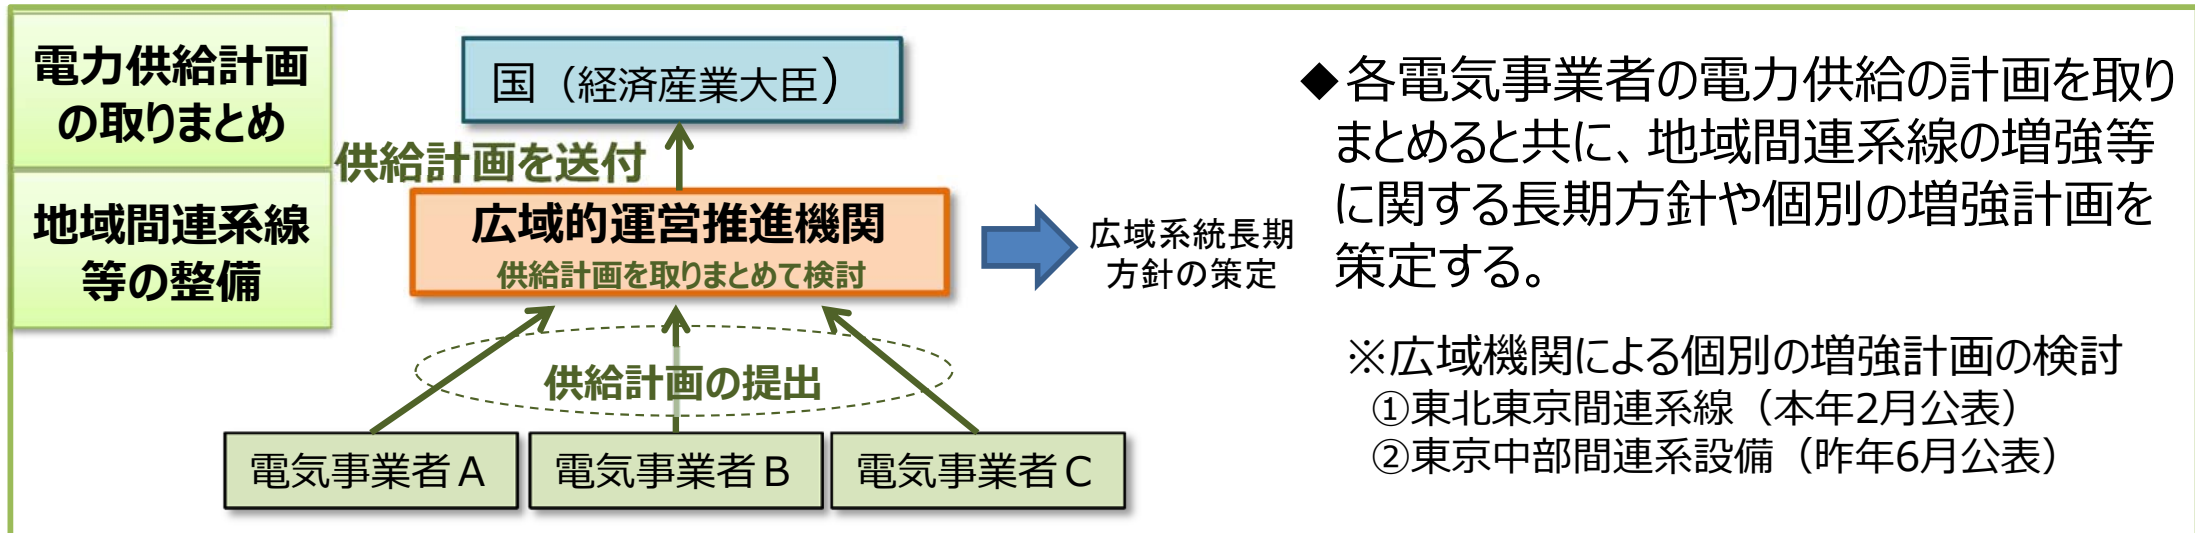 電力供給計画
の取りまとめ
地域間連系線
等の整備
国（経済産業大臣）
供給計画を送付
広域的運営推進機関
供給計画を取りまとめて検討
広域系統長期
方針の策定
供給計画の提出
電気事業者A
電気事業者B
電気事業者C
◆各電気事業者の電力供給の計画を取り
まとめると共に、地域間連系線の増強等
に関する長期方針や個別の増強計画を
策定する。
※広域機関による個別の増強計画の検討
①東北東京間連系線（本年2月公表）
②東京中部間連系設備（昨年6月公表）